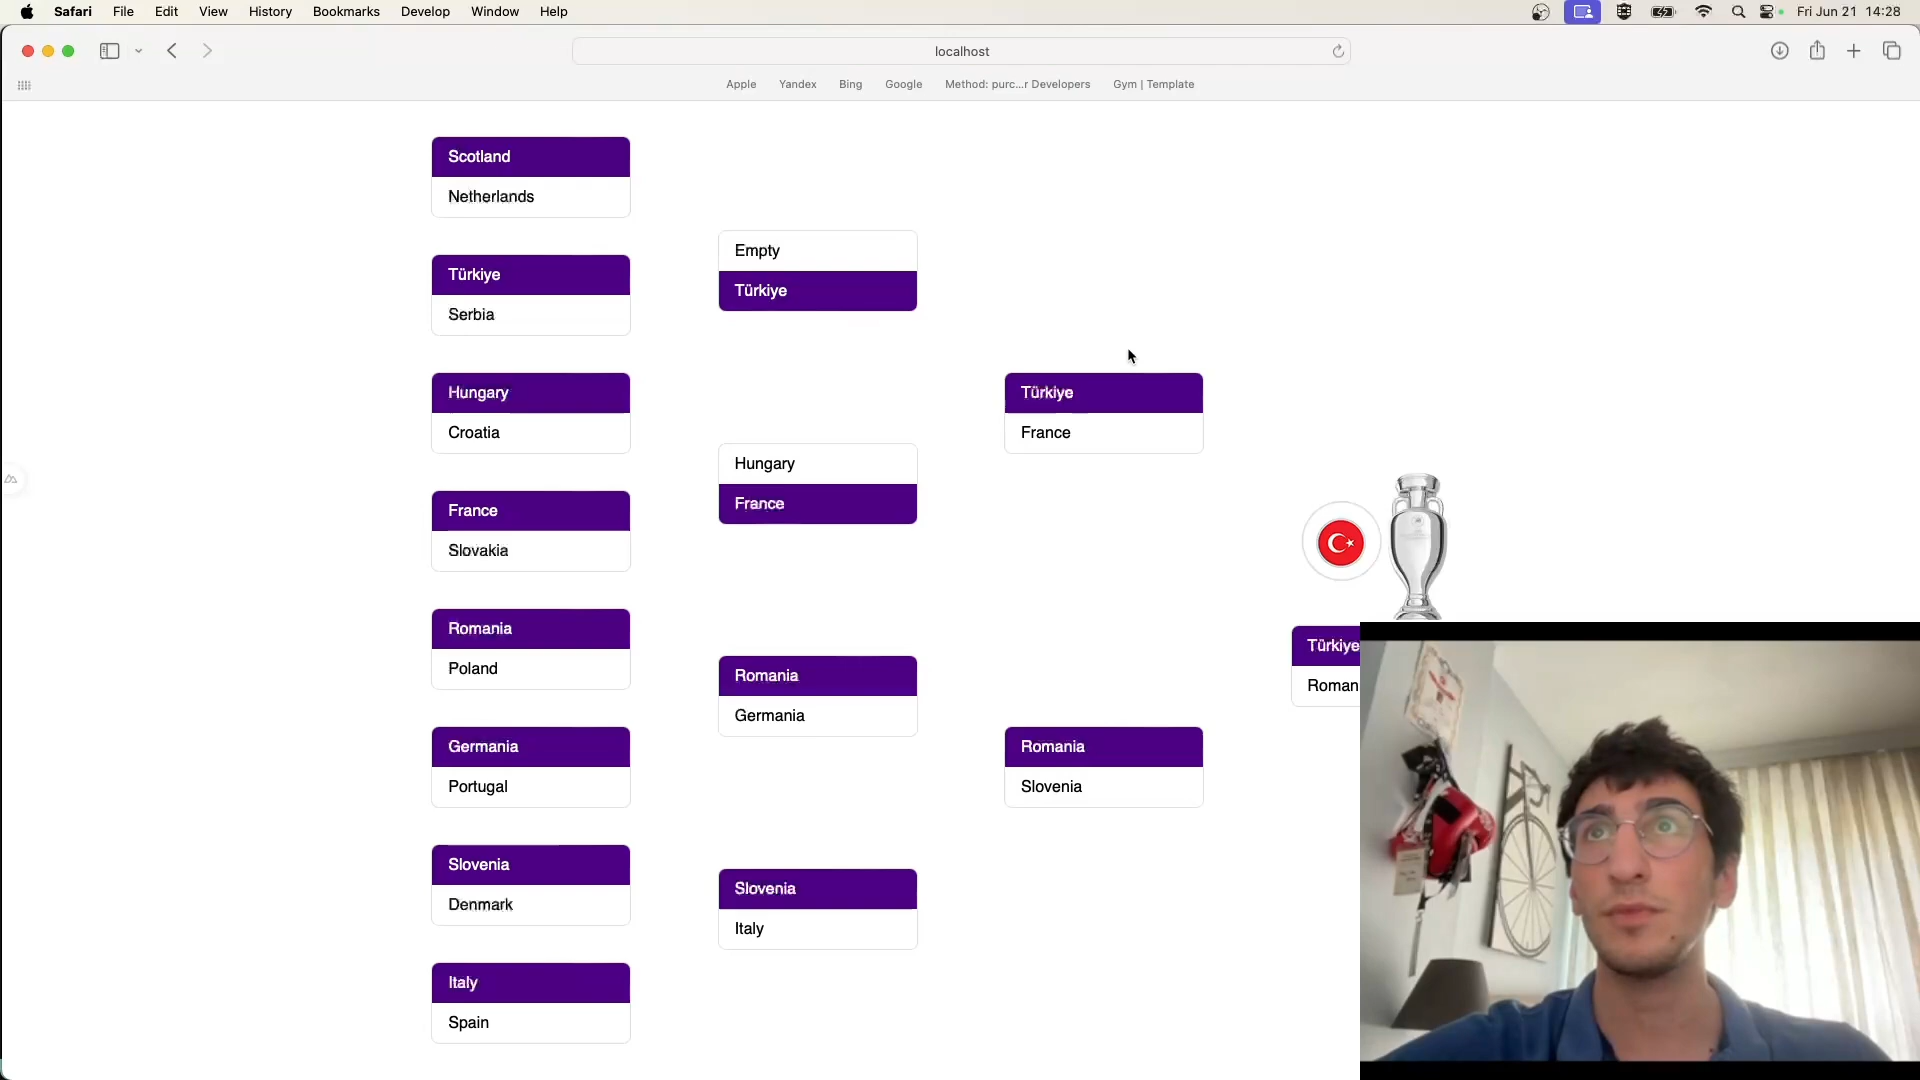 Safari File Edit View History Bookmarks Develop Window Help
Fri Jun 21 14:28
localhost
Apple Yandex Bing Google Method: purc...r Developers Gym | Template
Scotland
Netherlands
Türkiye
Serbia
Hungary
Croatia
France
Slovakia
Romania
Poland
Germania
Portugal
Slovenia
Denmark
Italy
Spain
Empty
Türkiye
Hungary
France
Romania
Germania
Slovenia
Italy
Türkiye
France
Romania
Slovenia
Türkiye
Roman